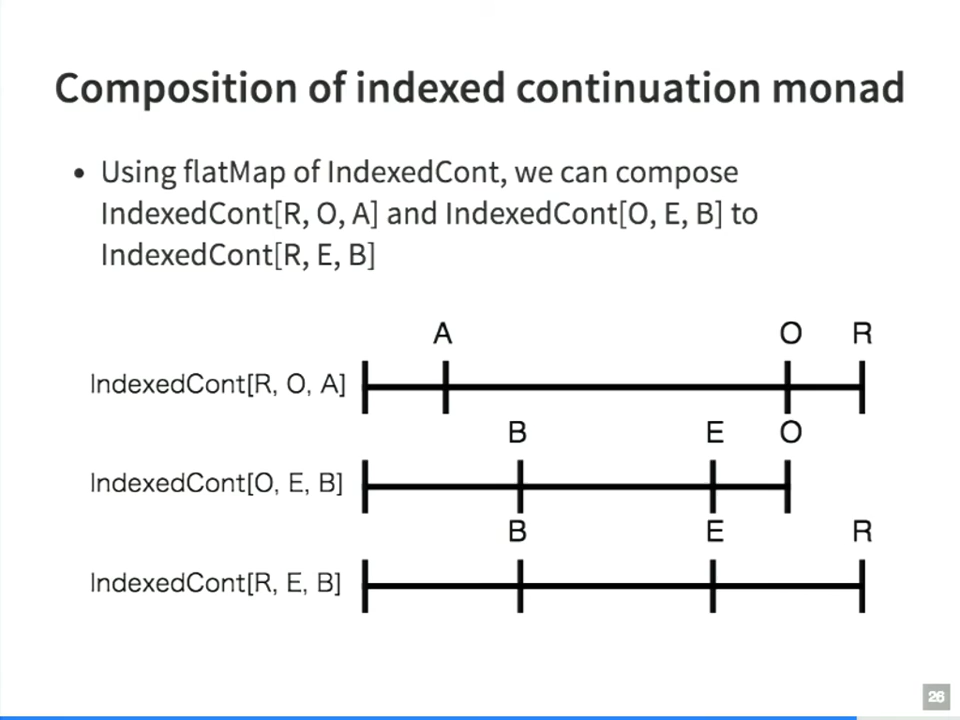 Composition of indexed continuation monad
• Using flatMap of IndexedCont, we can compose
IndexedCont[R, O, A] and IndexedCont[O, E, B] to
IndexedCont[R, E, B]
A O R
IndexedCont[R, O, A]
B E O
IndexedCont[O, E, B]
B E R
IndexedCont[R, E, B]
26